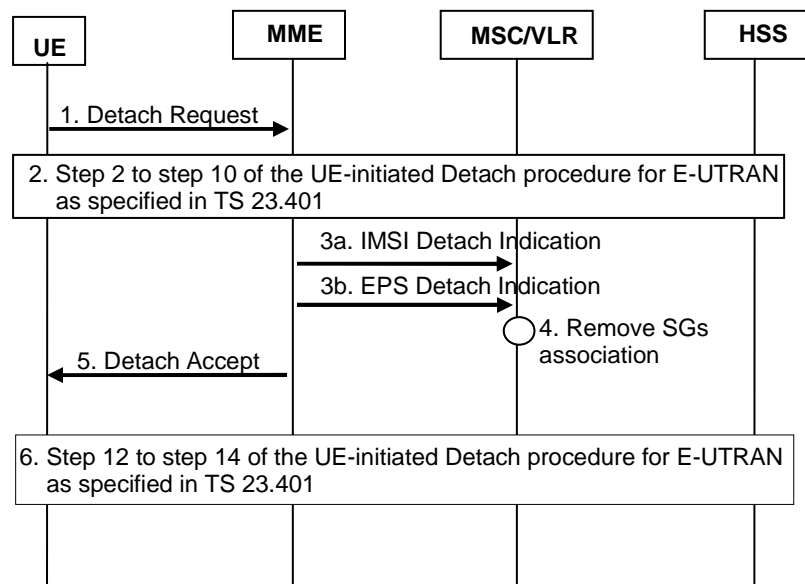 UE
MME
MSC/VLR
HSS
1. Detach Request
2. Step 2 to step 10 of the UE-initiated Detach procedure for E-UTRAN
as specified in TS 23.401
3a. IMSI Detach Indication
3b. EPS Detach Indication
4. Remove SGs
association
5. Detach Accept
6. Step 12 to step 14 of the UE-initiated Detach procedure for E-UTRAN
as specified in TS 23.401